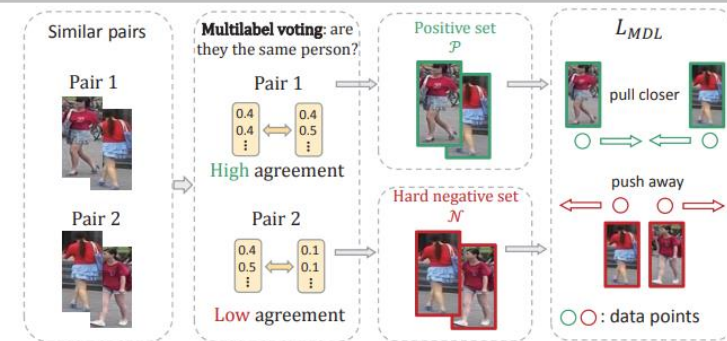 Similar pairs
Pair 1
Pair 2
Multilabel voting: are
they the same person?
Pair 1
0.4 0.4
0.4 0.5
⋮ ⋮
High agreement
Pair 2
0.4 0.1
0.5 0.1
⋮ ⋮
Low agreement
Positive set
𝒫
Hard negative set
𝒩
L_MDL
pull closer
push away
: data points